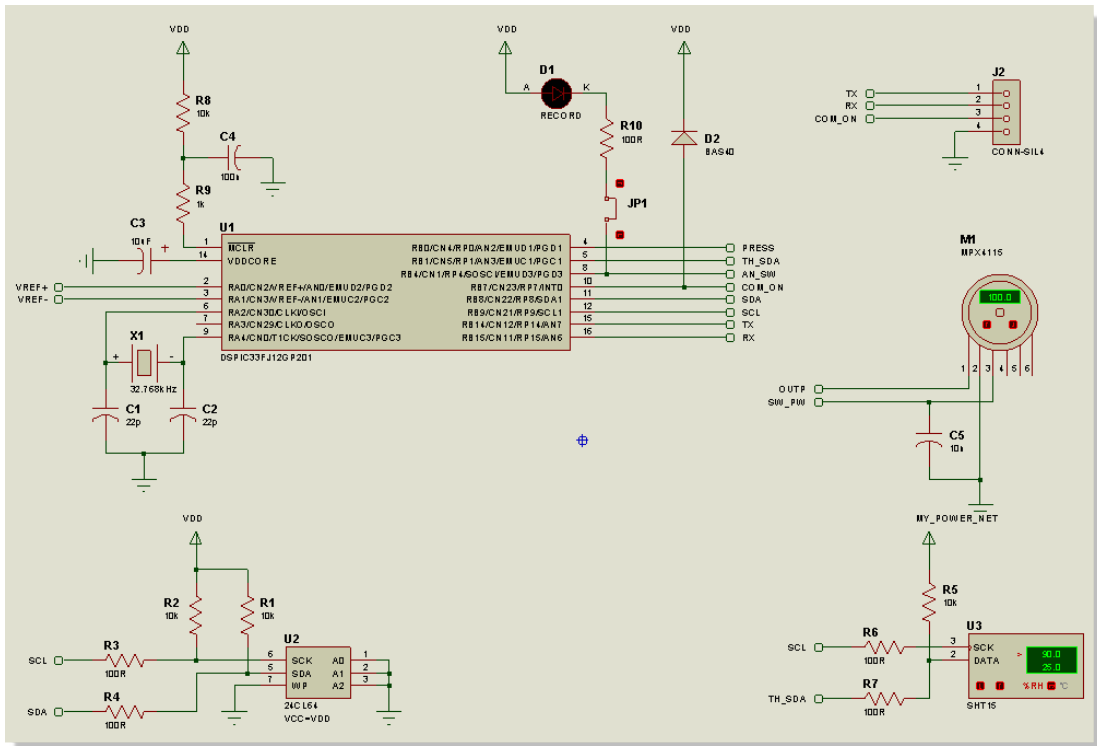 VDD
VDD
VDD
R8
10k
C4
100n
R9
1k
D1
A
K
RECORD
R10
100R
D2
BAS40
JP1
J2
TX
RX
COM_ON
1
2
3
4
CONN-SIL4
C3
10uF
+
U1
1
14
2
3
6
7
9
MCLR
VDDCORE
RA0/CN2/VREF+/AN0/EMUD2/PGD2
RA1/CN3/VREF-/AN1/EMUC2/PGC2
RA2/CN30/CLKI/OSCI
RA3/CN29/CLKO/OSCO
RA4/CN0/T1CK/SOSCO/EMUC3/PGC3
RB0/CN4/RP0/AN2/EMUD1/PGD1
RB1/CN5/RP1/AN3/EMUC1/PGC1
RB4/CN1/RP4/SOSCI/EMUD3/PGD3
RB7/CN23/RP7/INT0
RB8/CN22/RP8/SDA1
RB9/CN21/RP9/SCL1
RB14/CN12/RP14/AN7
RB15/CN11/RP15/AN6
4
5
8
10
11
12
15
16
PRESS
TH_SDA
AN_SW
COM_ON
SDA
SCL
TX
RX
DSPIC33FJ12GP201
VREF+
VREF-
X1
+
-
32.768kHz
C1
22p
C2
22p
M1
MPX4115
100.0
1
2
3
4
5
6
OUTP
SW_PW
C5
10n
VDD
R2
10k
R1
10k
R3
100R
R4
100R
SCL
SDA
U2
6
5
7
SCK
SDA
WP
A0
A1
A2
1
2
3
24CL64
VCC=VDD
MY_POWER_NET
R5
10k
R6
100R
R7
100R
SCL
TH_SDA
U3
3
2
SCK
DATA
>
90.0
25.0
%RH
°C
SHT15